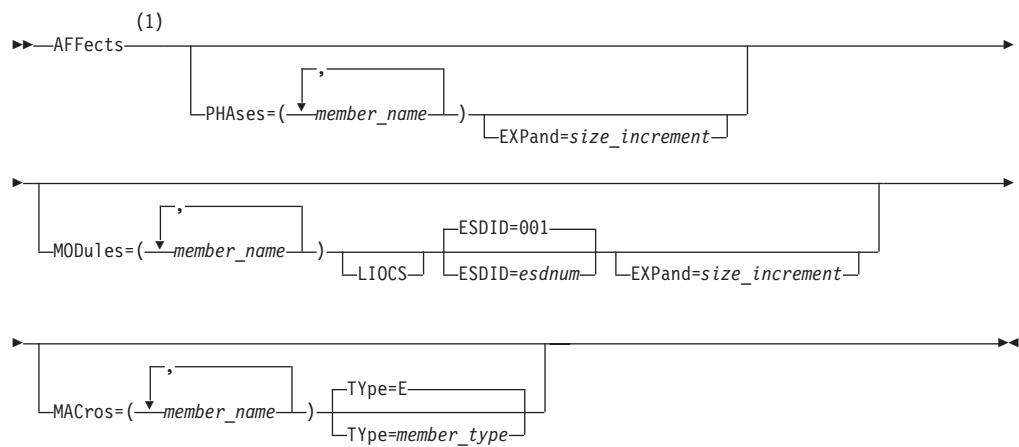 (1)
AFFects
,
PHAses=( member_name )
EXPand=size_increment
,
ESDID=001
MODules=( member_name )
LIOCS
ESDID=esdnum
EXPand=size_increment
,
TYpe=E
MACros=( member_name )
TYpe=member_type